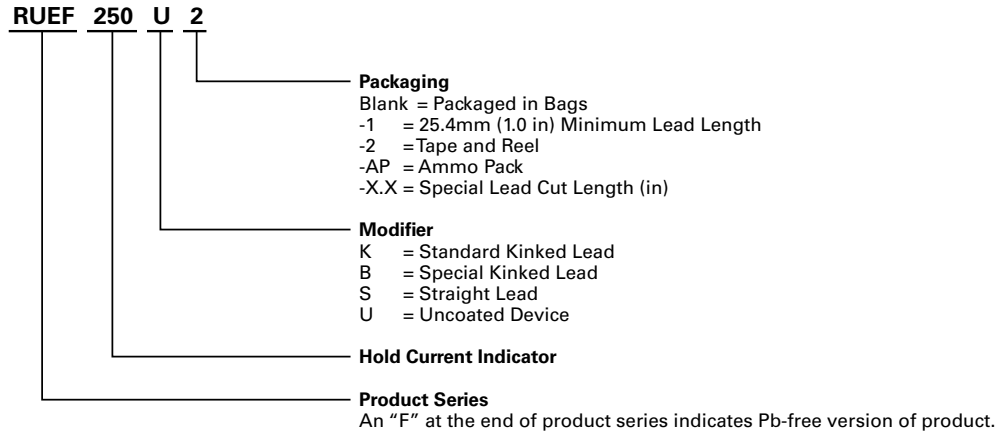 RUEF 250 U 2
Packaging
Blank = Packaged in Bags
-1 = 25.4mm (1.0 in) Minimum Lead Length
-2 =Tape and Reel
-AP = Ammo Pack
-X.X = Special Lead Cut Length (in)
Modifier
K = Standard Kinked Lead
B = Special Kinked Lead
S = Straight Lead
U = Uncoated Device
Hold Current Indicator
Product Series
An “F” at the end of product series indicates Pb-free version of product.